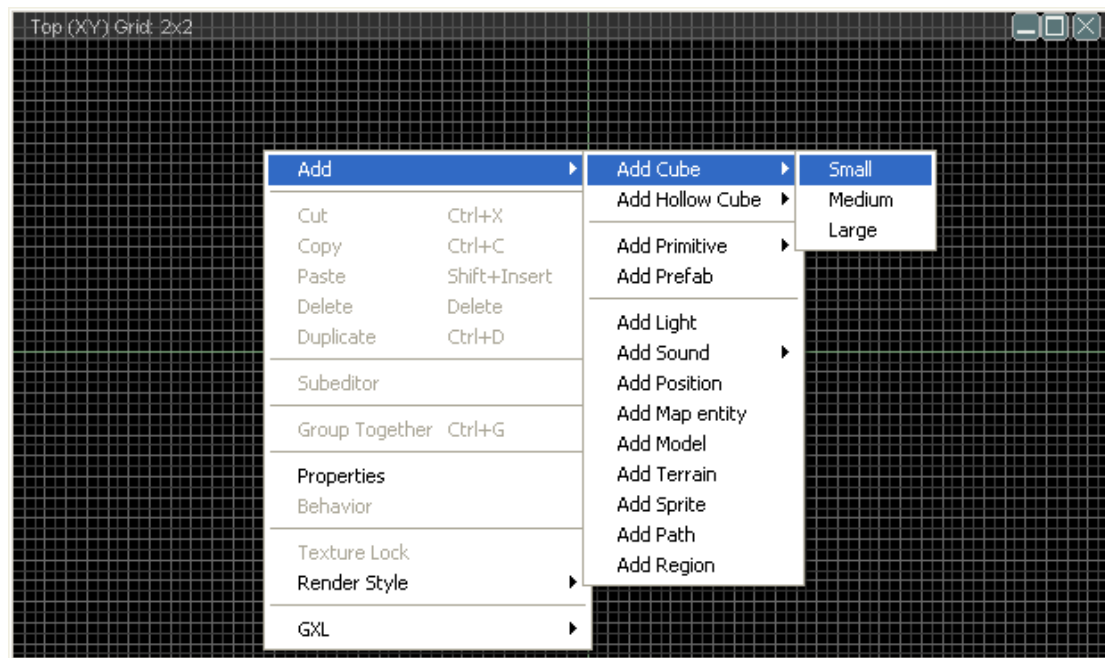 Top (XY) Grid: 2x2
Add
Cut Ctrl+X
Copy Ctrl+C
Paste Shift+Insert
Delete Delete
Duplicate Ctrl+D
Subeditor
Group Together Ctrl+G
Properties
Behavior
Texture Lock
Render Style
GXL
Add Cube
Add Hollow Cube
Add Primitive
Add Prefab
Add Light
Add Sound
Add Position
Add Map entity
Add Model
Add Terrain
Add Sprite
Add Path
Add Region
Small
Medium
Large